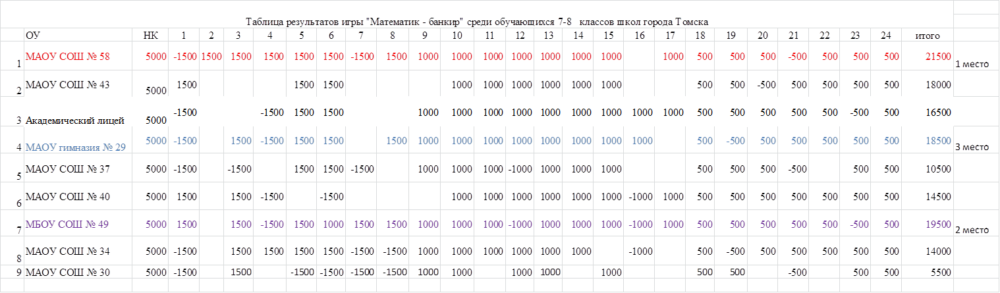 Таблица результатов игры "Математик - банкир" среди обучающихся 7-8 классов школ города Томска
ОУ НК 1 2 3 4 5 6 7 8 9 10 11 12 13 14 15 16 17 18 19 20 21 22 23 24 итого
1 МАОУ СОШ № 58 5000 -1500 1500 1500 1500 1500 1500 -1500 1500 1000 1000 1000 1000 1000 1000 1000 1000 500 500 500 -500 500 500 500 21500 1 место
2 МАОУ СОШ № 43 5000 1500 1500 1500 1000 1000 1000 1000 1000 1000 500 500 -500 500 500 500 500 18000
3 Академический лицей 5000 -1500 -1500 1500 1500 1000 1000 1000 1000 1000 1000 1000 1000 1000 500 500 500 500 500 -500 500 16500
4 МАОУ гимназия № 29 5000 -1500 1500 -1500 1500 1500 1500 1000 1000 1000 1000 1000 1000 1000 1000 500 -500 500 500 500 500 500 18500 3 место
5 МАОУ СОШ № 37 5000 -1500 -1500 1500 1500 -1500 1000 1000 1000 -1000 1000 1000 1000 500 500 500 -500 500 500 10500
6 МАОУ СОШ № 40 5000 1500 1500 -1500 -1500 1000 1000 1000 1000 1000 1000 -1000 1000 500 500 500 500 500 500 500 14500
7 МБОУ СОШ № 49 5000 1500 1500 -1500 1500 1000 1500 1500 1000 1000 1000 -1000 1000 1000 1000 -1000 1000 500 500 500 500 500 -500 500 19500 2 место
8 МАОУ СОШ № 34 5000 -1500 1500 1500 1500 1500 -1500 -1500 1000 1000 1000 1000 1000 1000 -1000 500 -500 500 500 500 500 500 14000
9 МАОУ СОШ № 30 5000 -1500 1500 -1500 -1500 -1500 -1500 1000 1000 1000 1000 1000 500 500 -500 500 500 5500